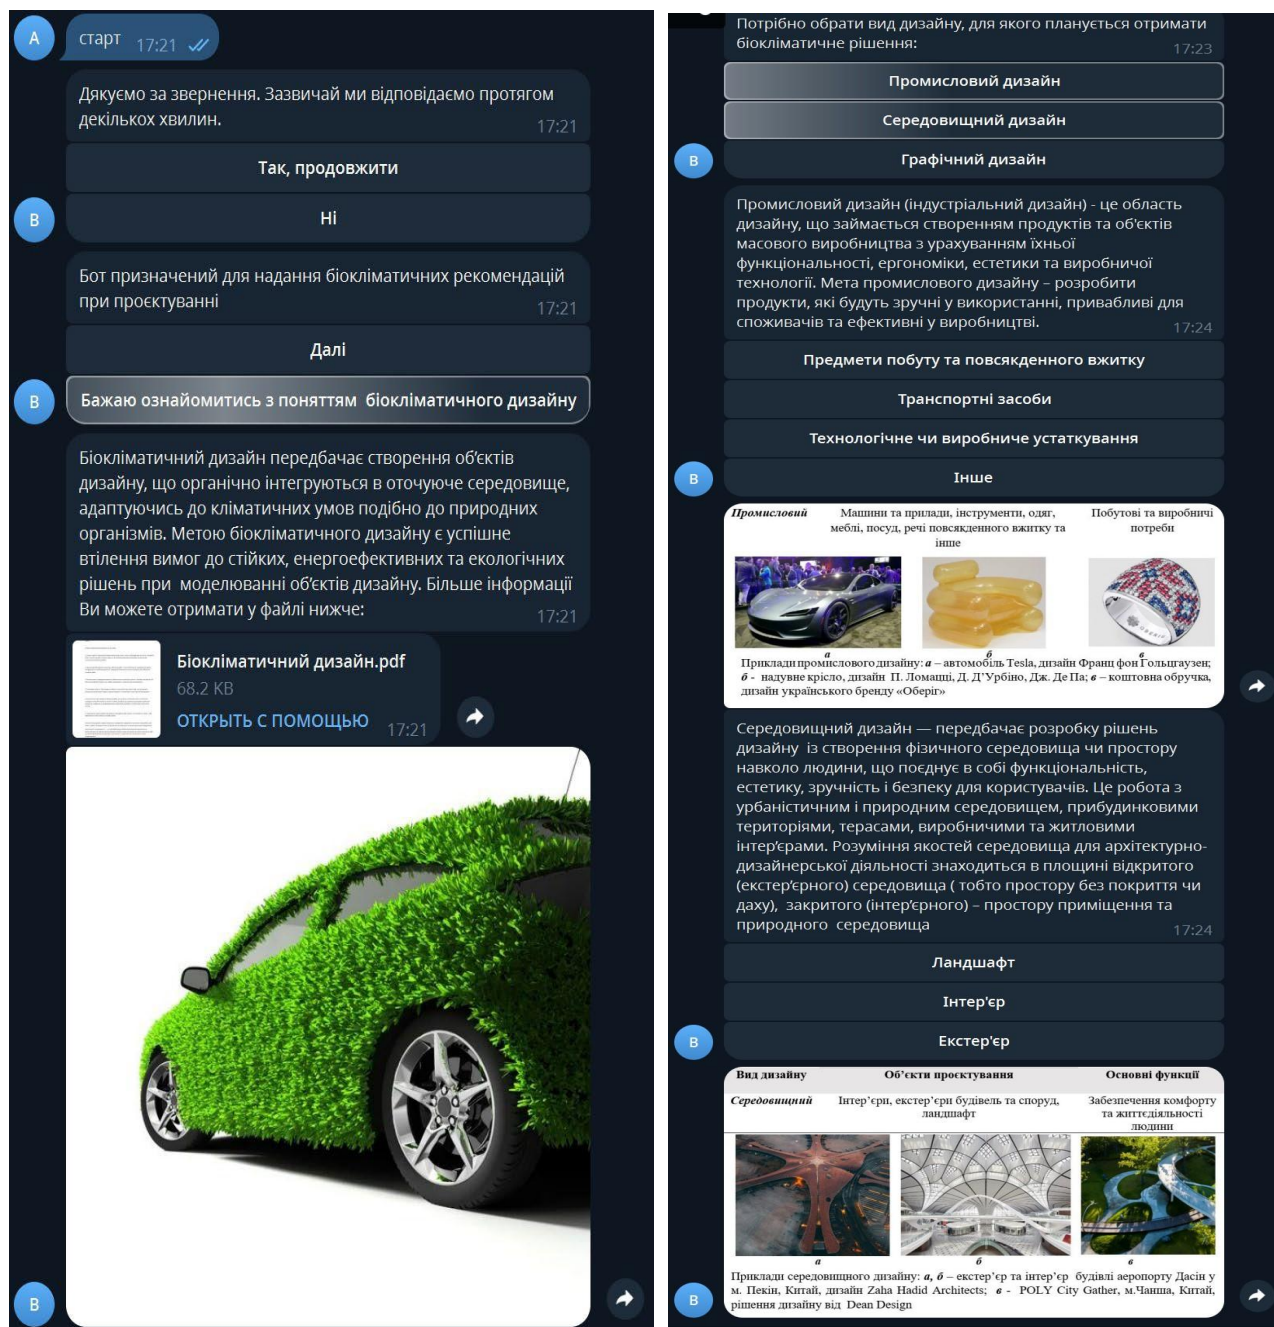 А
старт 17:21
Дякуємо за звернення. Зазвичай ми відповідаємо протягом
декількох хвилин. 17:21
Так, продовжити
В
Ні
Бот призначений для надання біокліматичних рекомендацій
при проєктуванні 17:21
Далі
В
Бажаю ознайомитись з поняттям біокліматичного дизайну
Біокліматичний дизайн передбачає створення об'єктів
дизайну, що органічно інтегруються в оточуюче середовище,
адаптуючись до кліматичних умов подібно до природних
організмів. Метою біокліматичного дизайну є успішне
втілення вимог до стійких, енергоефективних та екологічних
рішень при моделюванні об'єктів дизайну. Більше інформації
Ви можете отримати у файлі нижче: 17:21
Біокліматичний дизайн.pdf
68.2 KB
ОТКРЫТЬ С ПОМОЩЬЮ 17:21
В
Потрібно обрати вид дизайну, для якого планується отримати
біокліматичне рішення: 17:23
Промисловий дизайн
Середовищний дизайн
В
Графічний дизайн
Промисловий дизайн (індустріальний дизайн) - це область
дизайну, що займається створенням продуктів та об'єктів
масового виробництва з урахуванням їхньої
функціональності, ергономіки, естетики та виробничої
технології. Мета промислового дизайну – розробити
продукти, які будуть зручні у використанні, привабливі для
споживачів та ефективні у виробництві. 17:24
Предмети побуту та повсякденного вжитку
Транспортні засоби
Технологічне чи виробниче устаткування
В
Інше
Промисловий Машини та прилади, інструменти, одяг, Побутові та виробничі
меблі, посуд, речі повсякденного вжитку та потреби
інше
а б в
Приклади промислового дизайну: а – автомобіль Tesla, дизайн Франц фон Гольцгаузен;
б - надувне крісло, дизайн П. Ломацці, Д. Д'Урбіно, Дж. Де Па; в – коштовна обручка,
дизайн українського бренду «Оберіг»
Середовищний дизайн — передбачає розробку рішень
дизайну із створення фізичного середовища чи простору
навколо людини, що поєднує в собі функціональність,
естетику, зручність і безпеку для користувачів. Це робота з
урбаністичним і природним середовищем, прибудинковими
територіями, терасами, виробничими та житловими
інтер'єрами. Розуміння якостей середовища для архітектурно-
дизайнерської діяльності знаходиться в площині відкритого
(екстер'єрного) середовища ( тобто простору без покриття чи
даху), закритого (інтер'єрного) – простору приміщення та
природного середовища 17:24
Ландшафт
Інтер'єр
В
Екстер'єр
Вид дизайну Об'єкти проєктування Основні функції
Середовищний Інтер'єри, екстер'єри будівель та споруд, Забезпечення комфорту
ландшафт та життєдіяльності
людини
а б в
Приклади середовищного дизайну: а, б – екстер'єр та інтер'єр будівлі аеропорту Дасін у
м. Пекін, Китай, дизайн Zaha Hadid Architects; в - POLY City Gather, м.Чанша, Китай,
рішення дизайну від Dean Design
В